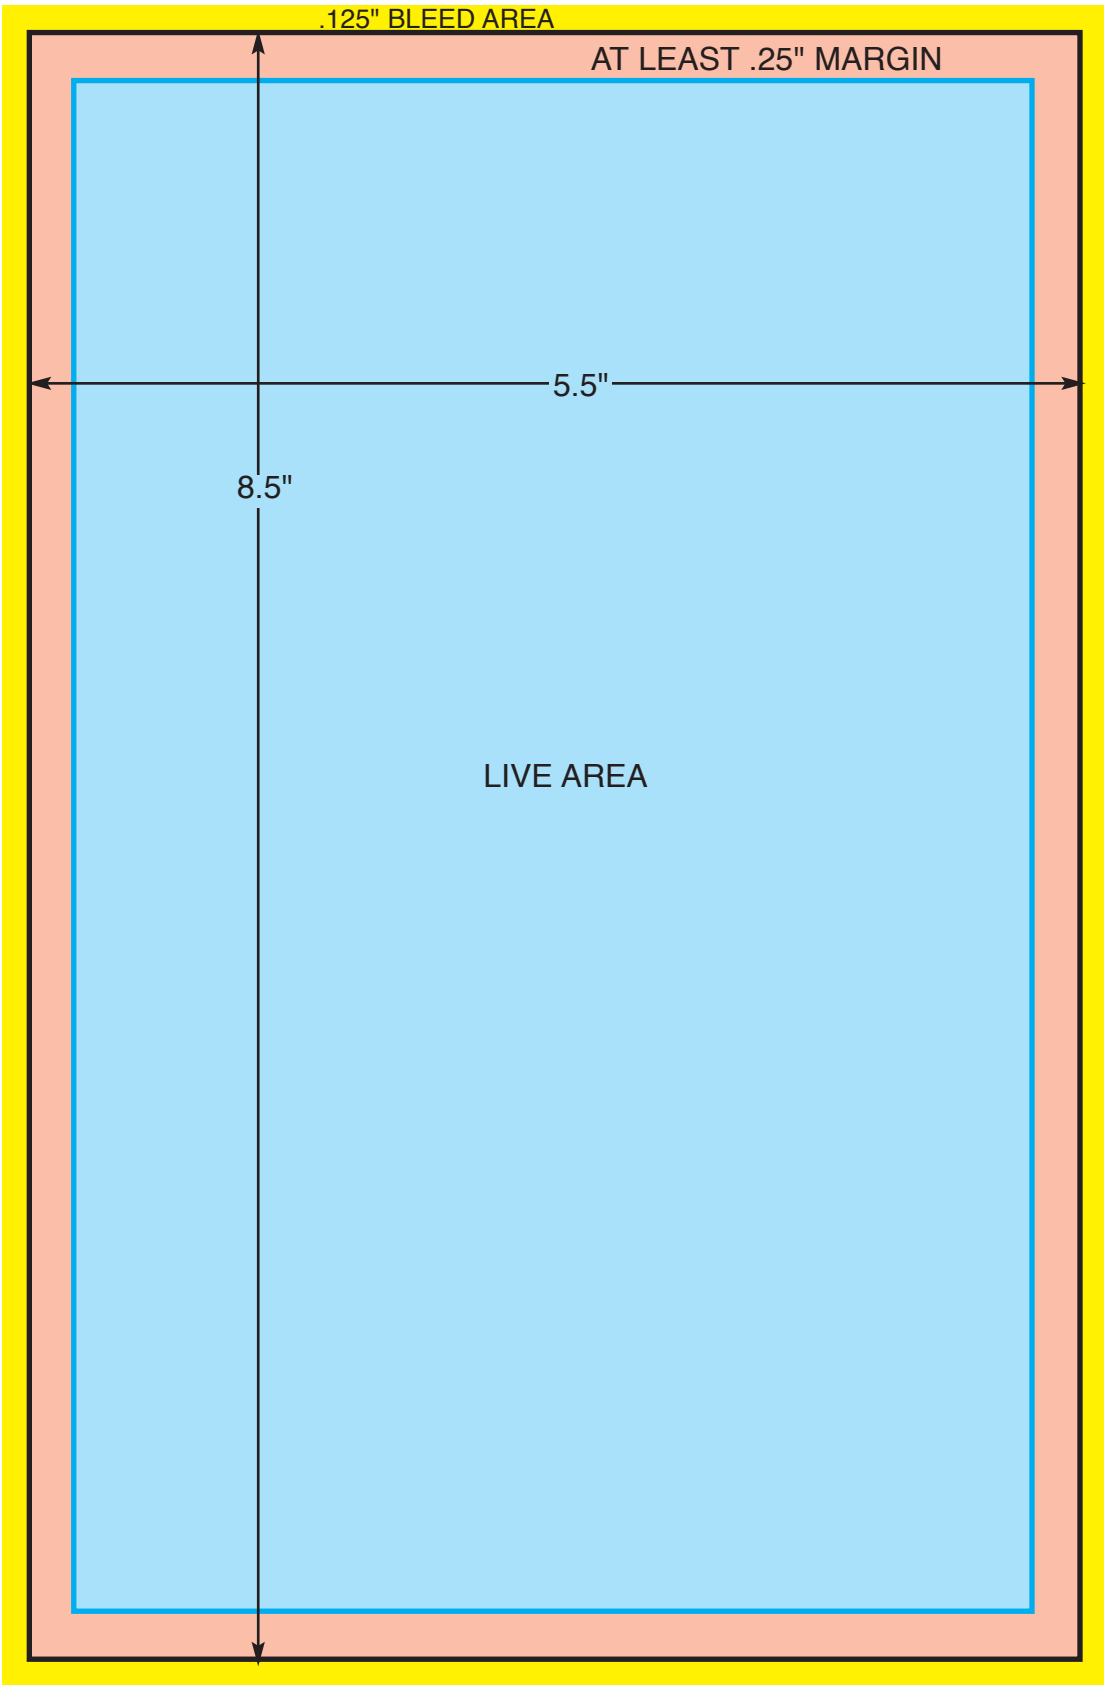 .125" BLEED AREA
AT LEAST .25" MARGIN
5.5"
8.5"
LIVE AREA